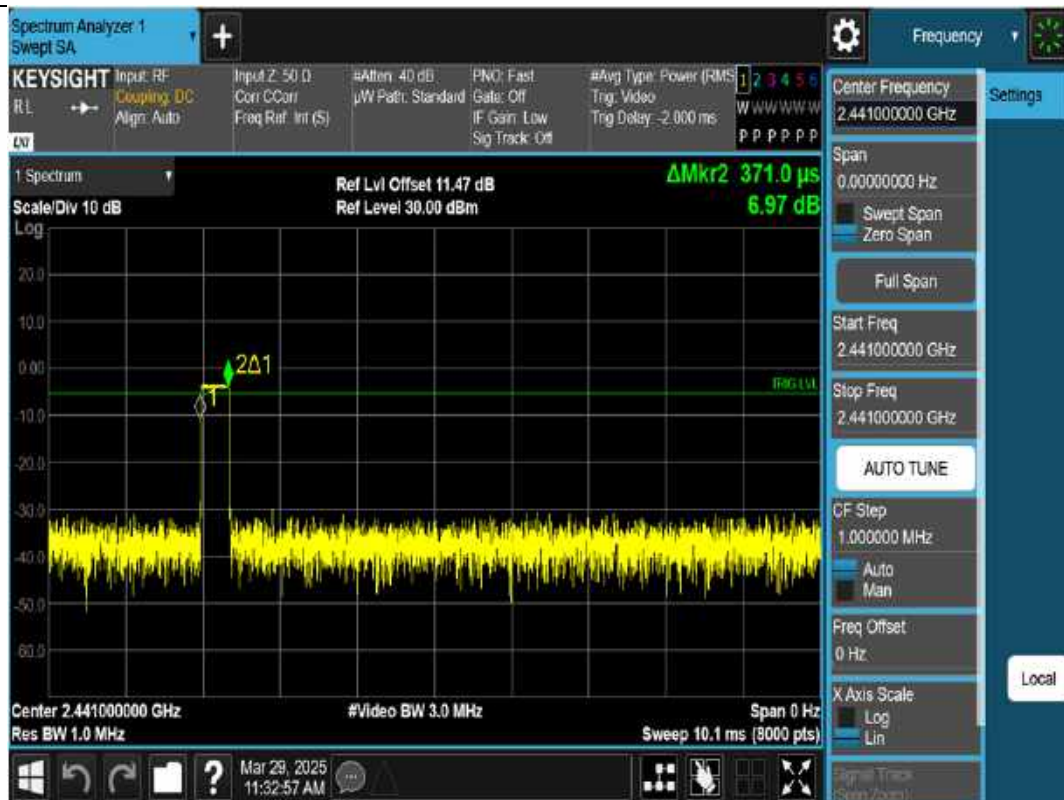 Spectrum Analyzer 1
Swept SA
+
Frequency
KEYSIGHT
RL
LXI
Input: RF
Coupling: DC
Align: Auto
Input Z: 50 Ω
Corr CCorr
Freq Ref: Int (S)
#Atten: 40 dB
µW Path: Standard
PNO: Fast
Gate: Off
IF Gain: Low
Sig Track: Off
#Avg Type: Power (RMS
Trig: Video
Trig Delay: -2.000 ms
1 2 3 4 5 6
W W W W W W
P P P P P P
1 Spectrum
Scale/Div 10 dB
Log
Ref Lvl Offset 11.47 dB
Ref Level 30.00 dBm
ΔMkr2 371.0 µs
6.97 dB
20.0
10.0
0.00
-10.0
-20.0
-30.0
-40.0
-50.0
-60.0
2Δ1
1
TRIG LVL
Center 2.441000000 GHz
Res BW 1.0 MHz
#Video BW 3.0 MHz
Span 0 Hz
Sweep 10.1 ms (8000 pts)
Mar 29, 2025
11:32:57 AM
?
Center Frequency
2.441000000 GHz
Settings
Span
0.00000000 Hz
Swept Span
Zero Span
Full Span
Start Freq
2.441000000 GHz
Stop Freq
2.441000000 GHz
AUTO TUNE
CF Step
1.000000 MHz
Auto
Man
Freq Offset
0 Hz
X Axis Scale
Log
Lin
Local
Signal Track
(Span Zoom)